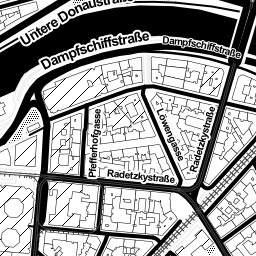 Untere Donaustraße
Dampfschiffstraße
Dampfschiffstraße
Pfefferhofgasse
Löwengasse
Radetzkystraße
Radetzkystraße